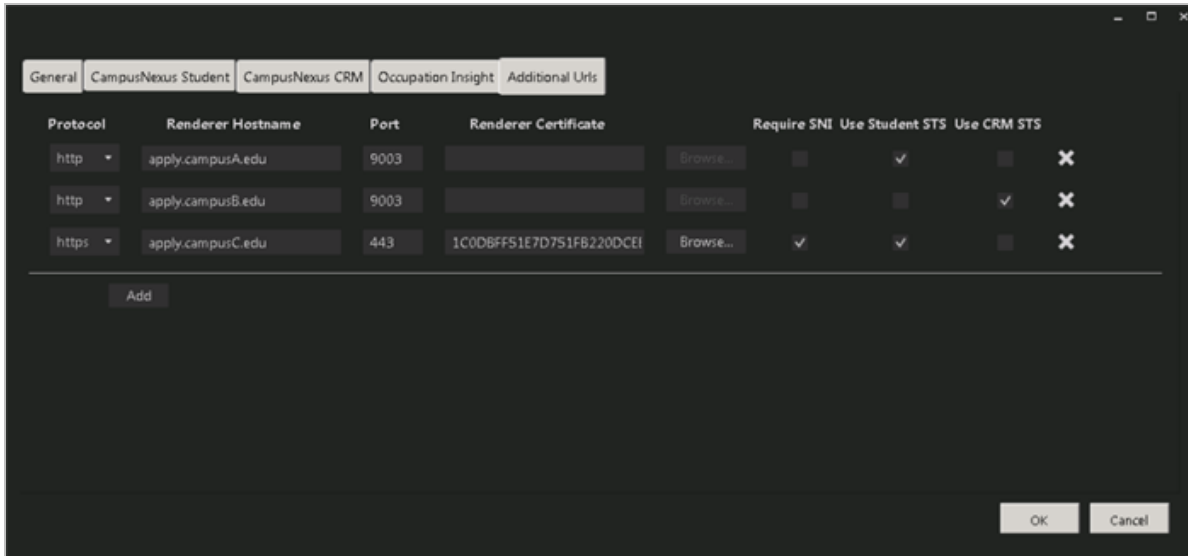 General CampusNexus Student CampusNexus CRM Occupation Insight Additional Urls
Protocol Renderer Hostname Port Renderer Certificate Require SNI Use Student STS Use CRM STS
http apply.campusA.edu 9003 Browse...
http apply.campusB.edu 9003 Browse...
https apply.campusC.edu 443 1C0DBFF51E7D751FB220DCEE Browse...
Add
OK Cancel